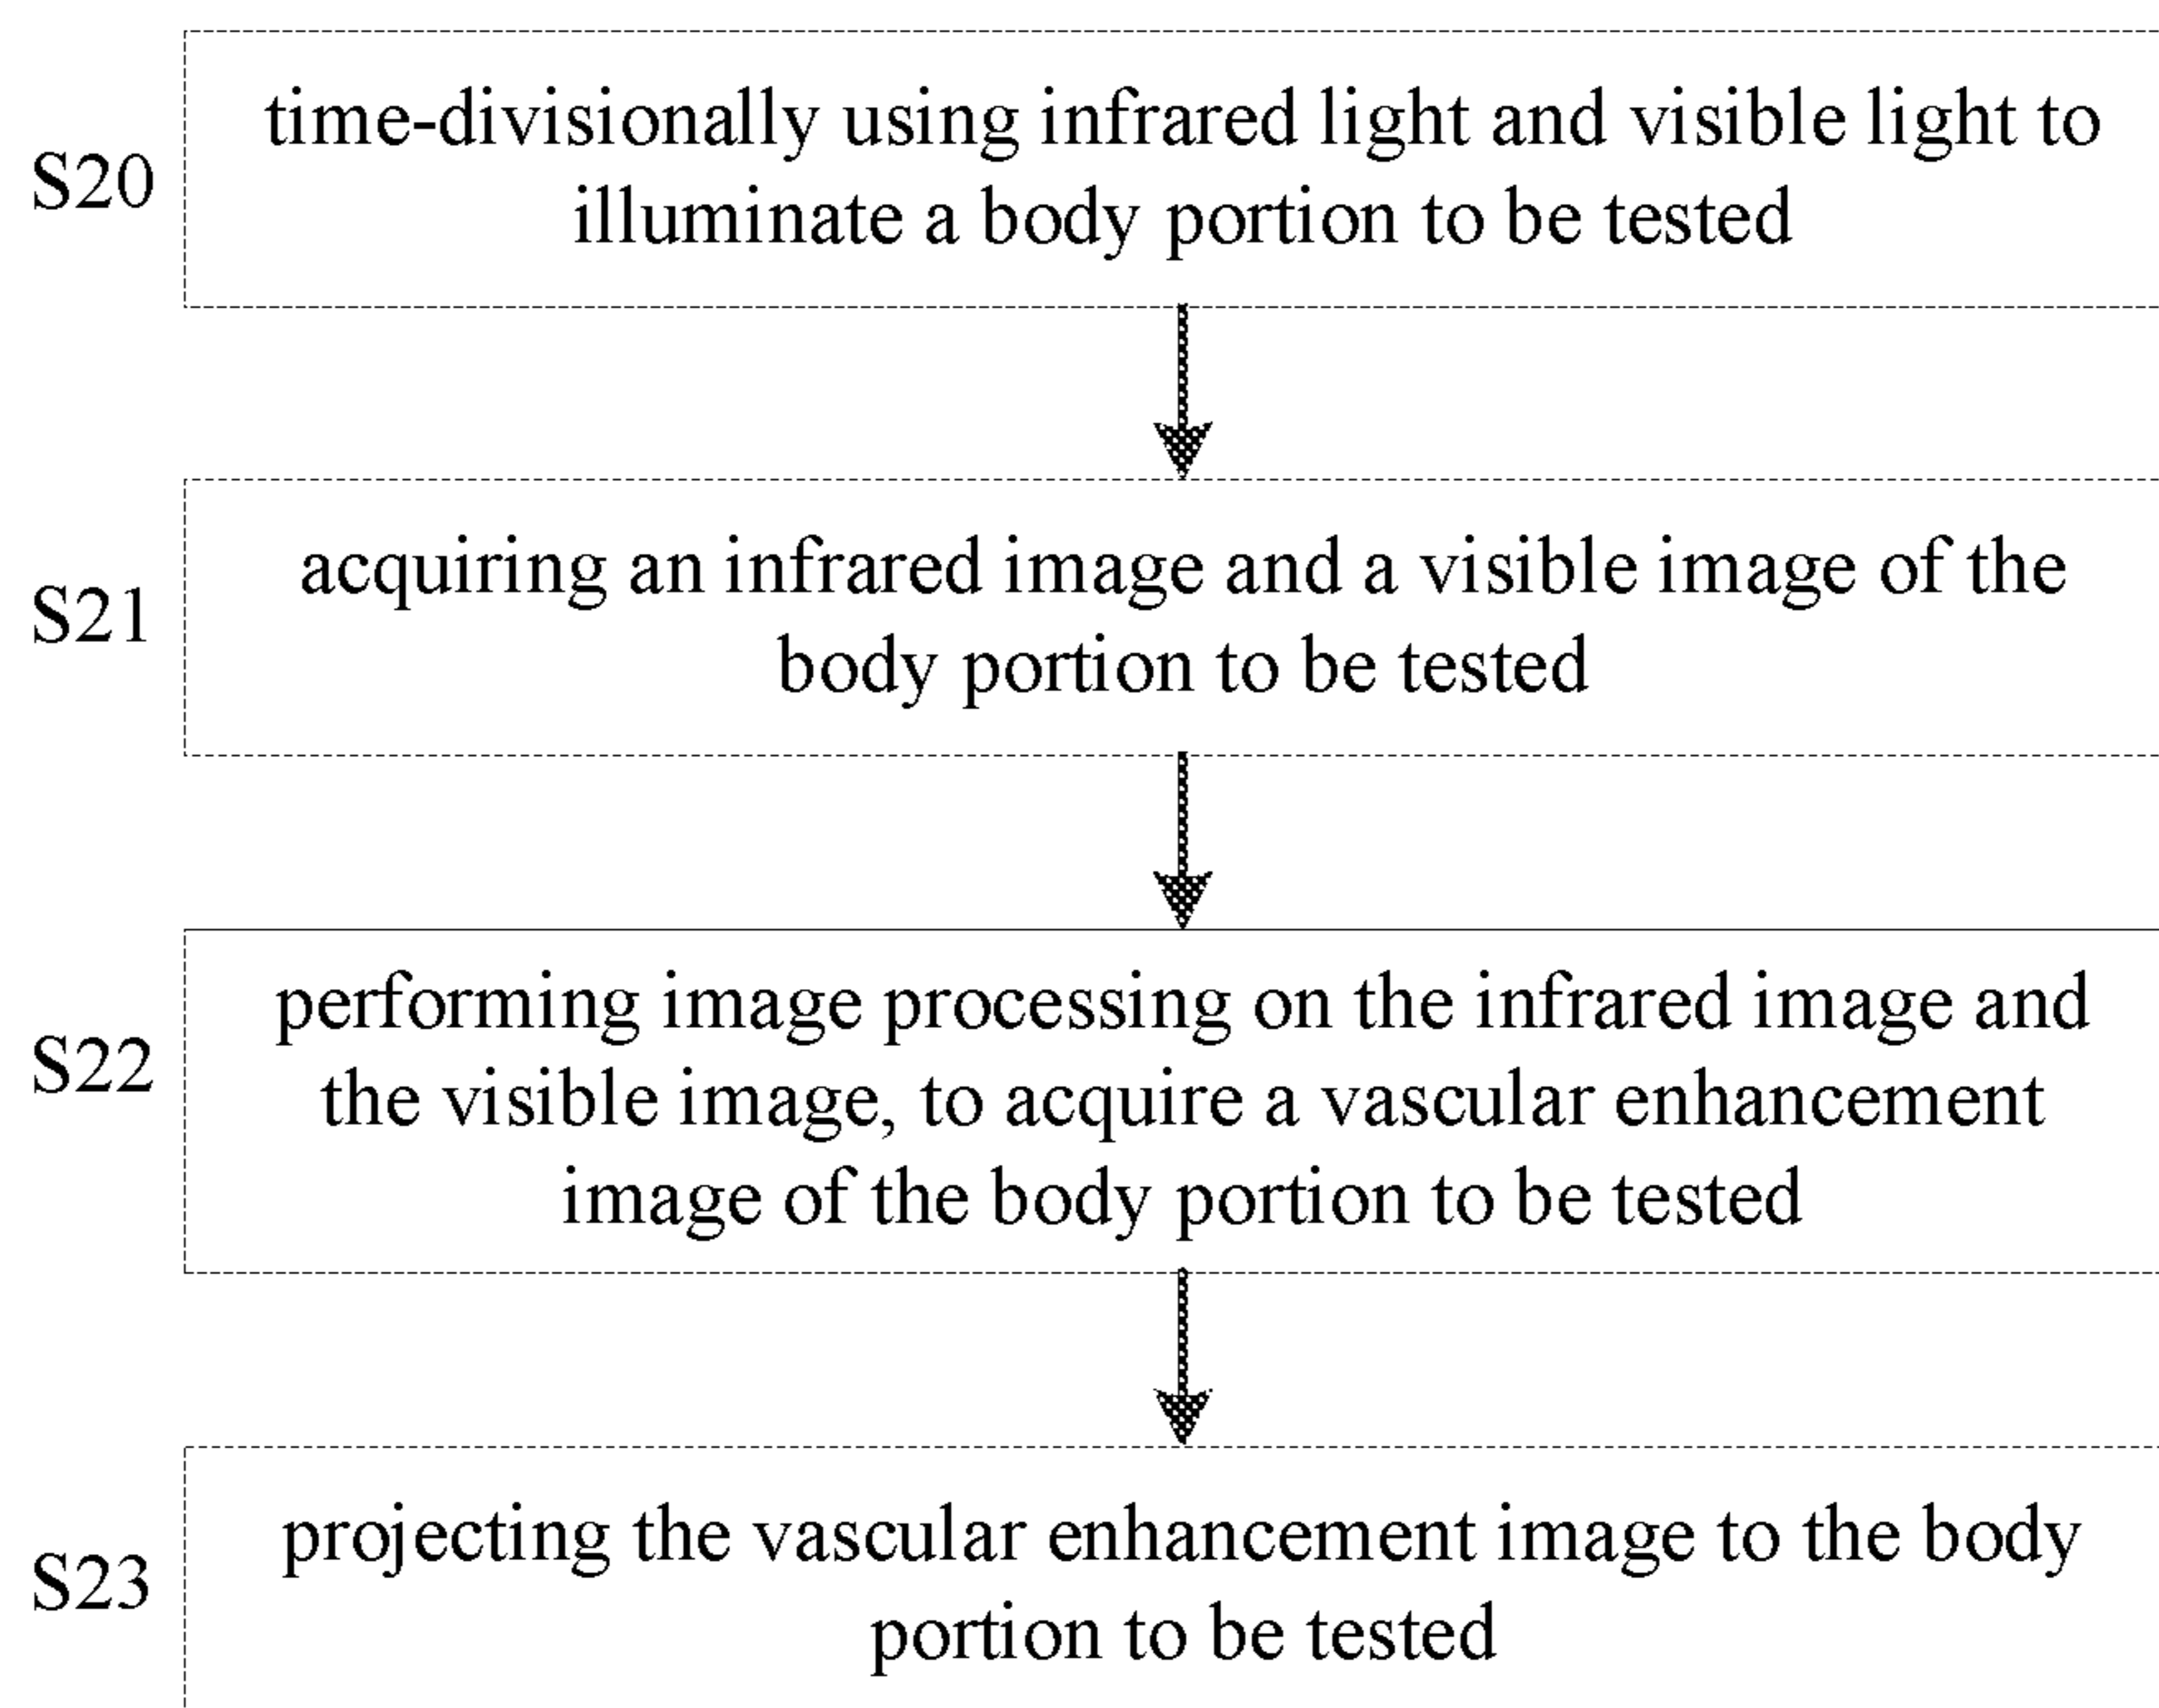 S20
time-divisionally using infrared light and visible light to
illuminate a body portion to be tested
S21
acquiring an infrared image and a visible image of the
body portion to be tested
S22
performing image processing on the infrared image and
the visible image, to acquire a vascular enhancement
image of the body portion to be tested
S23
projecting the vascular enhancement image to the body
portion to be tested